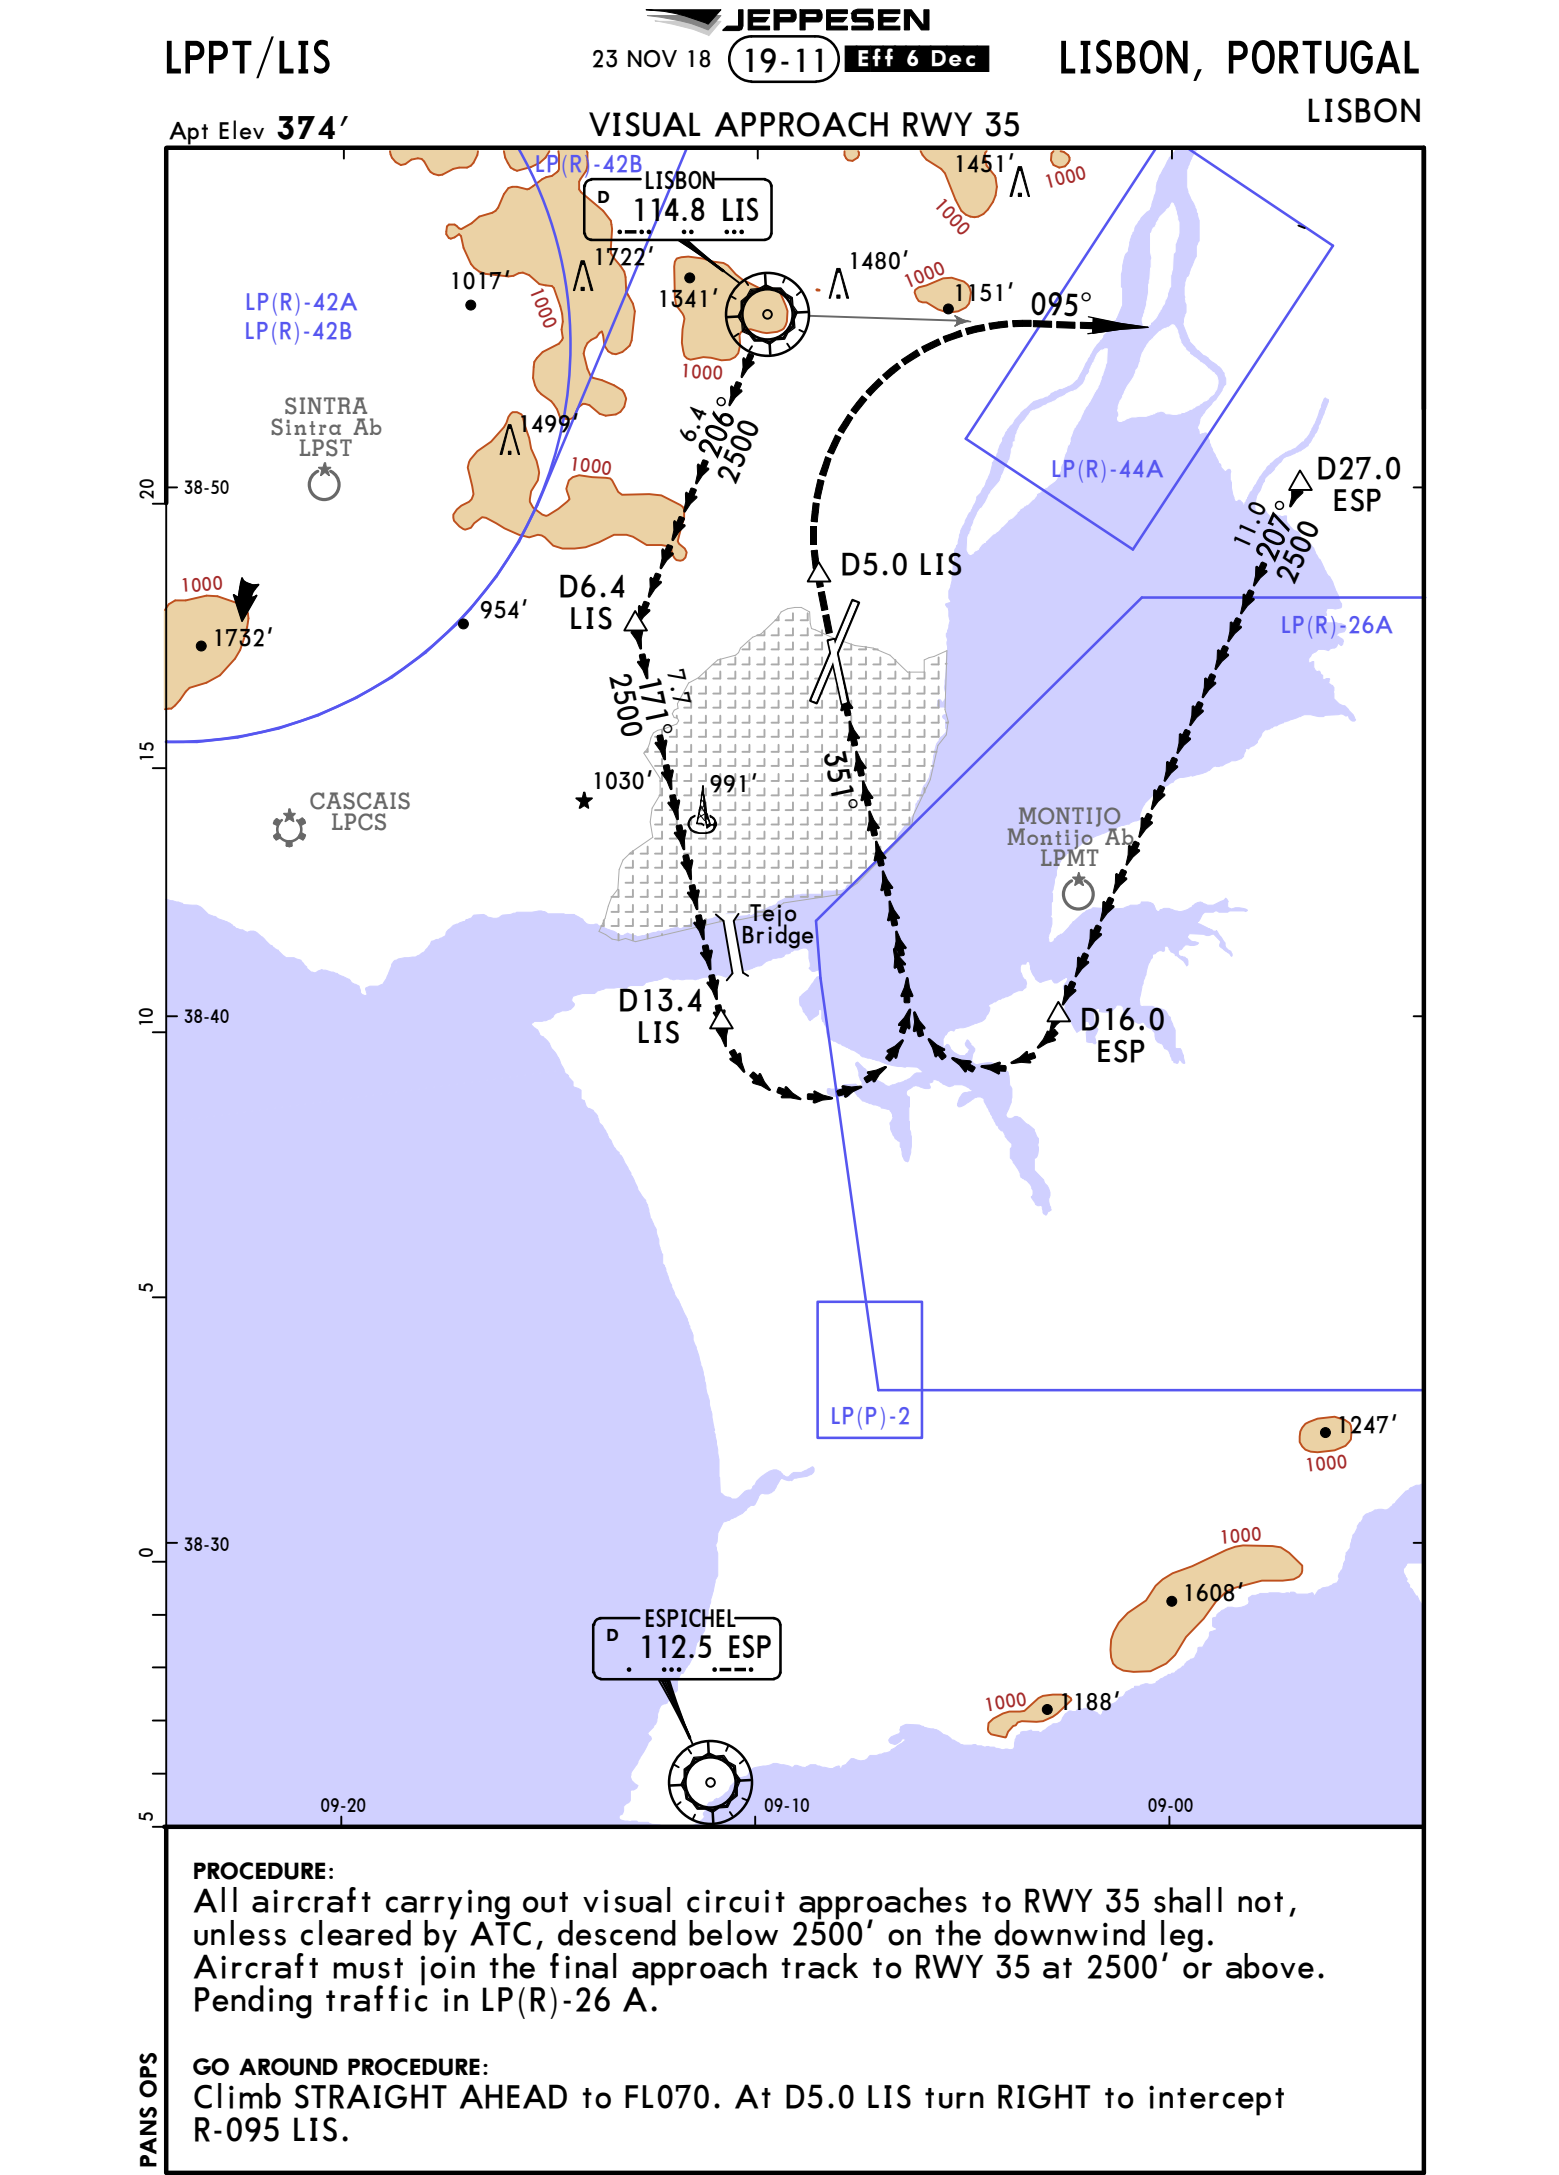 JEPPESEN
LPPT/LIS
23 NOV 18
19-11
Eff 6 Dec
LISBON, PORTUGAL
LISBON
Apt Elev 374'
VISUAL APPROACH RWY 35
LP(R)-42B
LISBON
D
114.8 LIS
1451'
1000
1000
1722'
1017'
1000
1341'
1480'
1000
1151'
095°
LP(R)-42A
LP(R)-42B
1000
SINTRA
Sintra Ab
LPST
1499'
6.4
206°
2500
1000
LP(R)-44A
D27.0
ESP
20
38-50
11.0
207°
2500
D5.0 LIS
1000
D6.4
LIS
954'
1732'
LP(R)-26A
7.7
171°
2500
15
351°
1030'
991'
CASCAIS
LPCS
MONTIJO
Montijo Ab
LPMT
Tejo
Bridge
D13.4
LIS
10
38-40
D16.0
ESP
5
LP(P)-2
1247'
1000
0
38-30
1000
1608'
ESPICHEL
D
112.5 ESP
1000
1188'
5
09-20
09-10
09-00
PROCEDURE:
All aircraft carrying out visual circuit approaches to RWY 35 shall not,
unless cleared by ATC, descend below 2500' on the downwind leg.
Aircraft must join the final approach track to RWY 35 at 2500' or above.
Pending traffic in LP(R)-26 A.
GO AROUND PROCEDURE:
Climb STRAIGHT AHEAD to FL070. At D5.0 LIS turn RIGHT to intercept
R-095 LIS.
PANS OPS